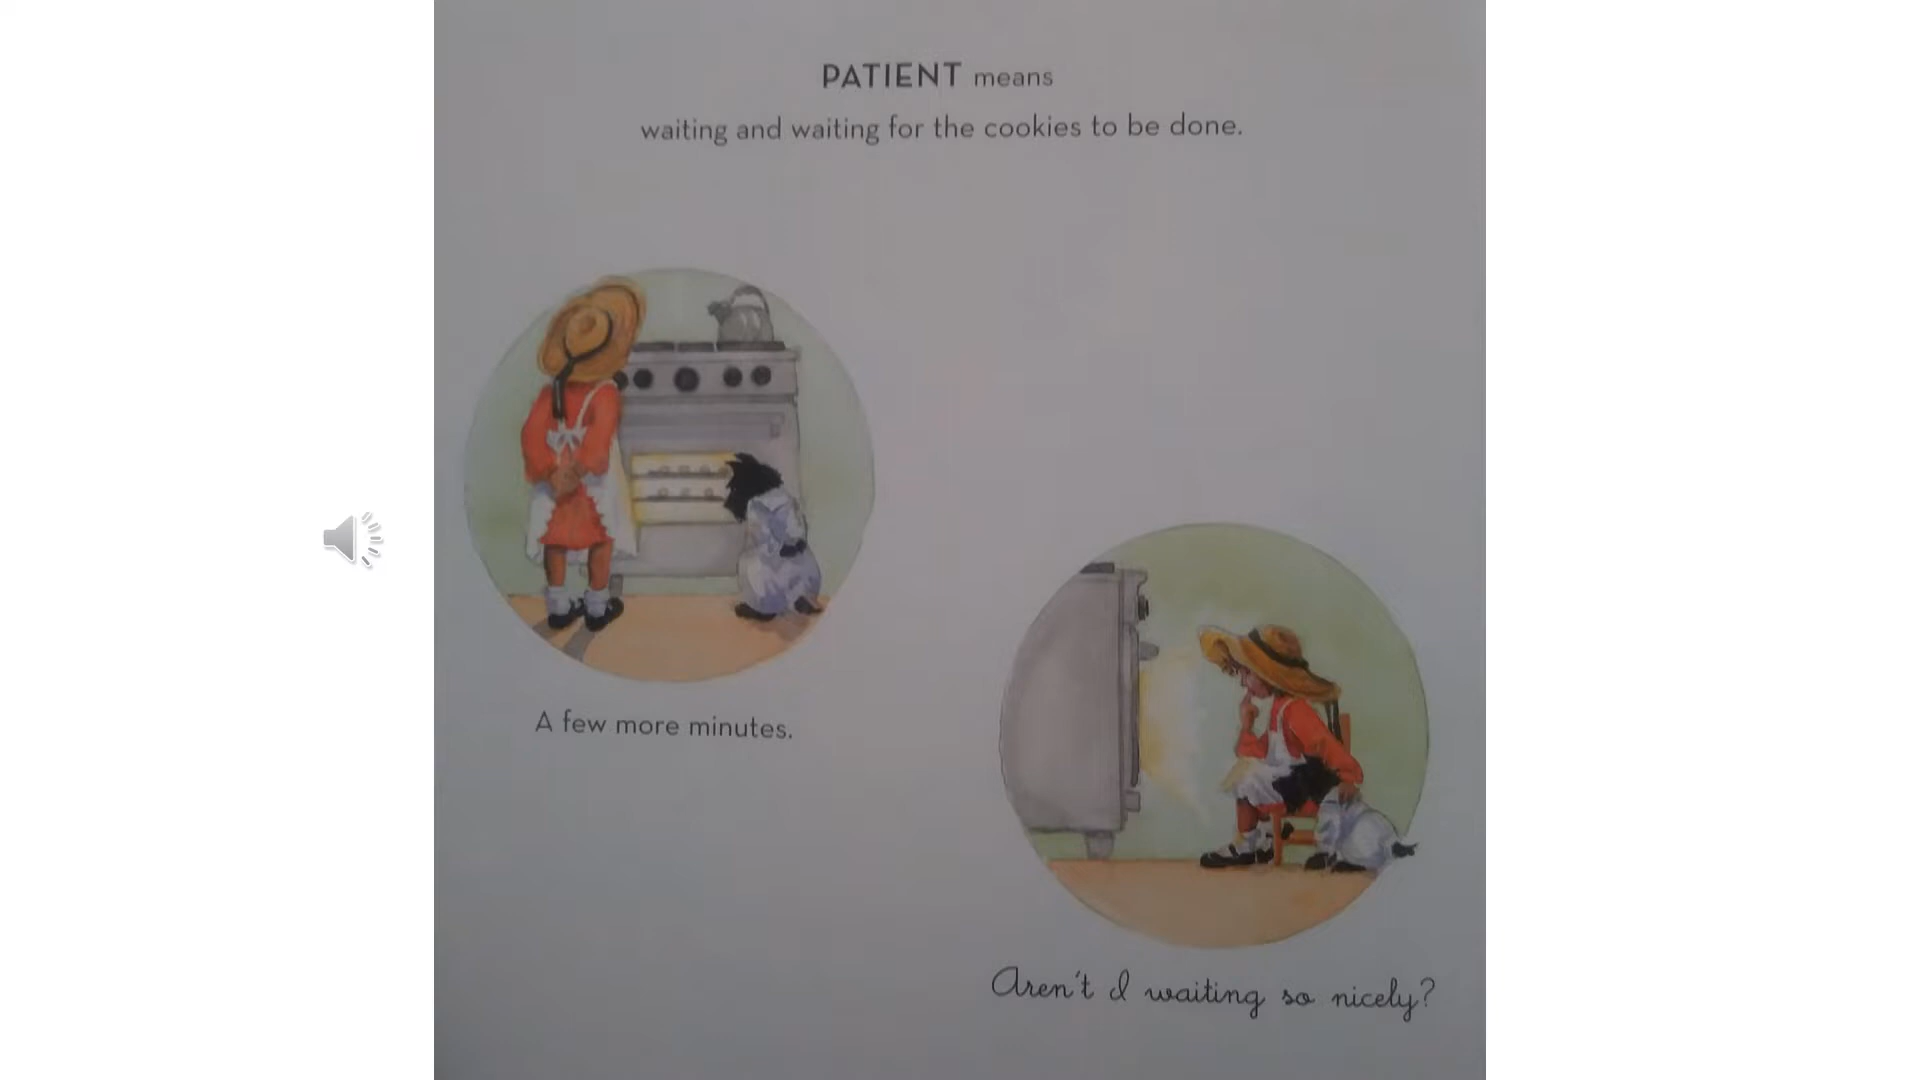 PATIENT means
waiting and waiting for the cookies to be done.
A few more minutes.
Aren't I waiting so nicely?